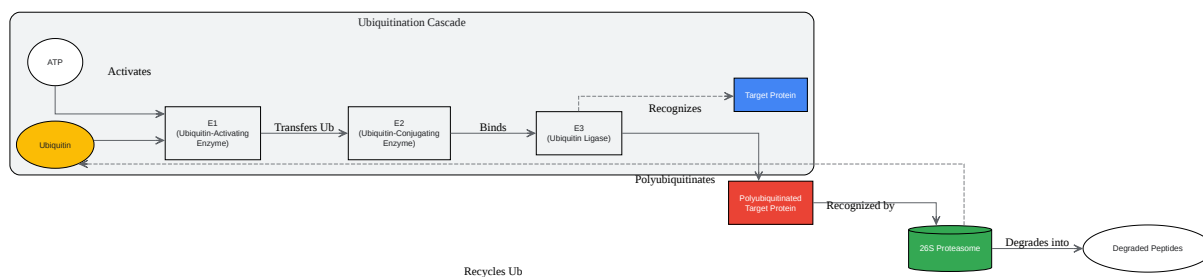 Ubiquitination Cascade
ATP
Activates
Target Protein
Recognizes
E1
(Ubiquitin-Activating
Enzyme)
Transfers Ub
E2
(Ubiquitin-Conjugating
Enzyme)
Binds
E3
(Ubiquitin Ligase)
Ubiquitin
Polyubiquitinates
Polyubiquitinated
Target Protein
Recognized by
26S Proteasome
Degrades into
Degraded Peptides
Recycles Ub